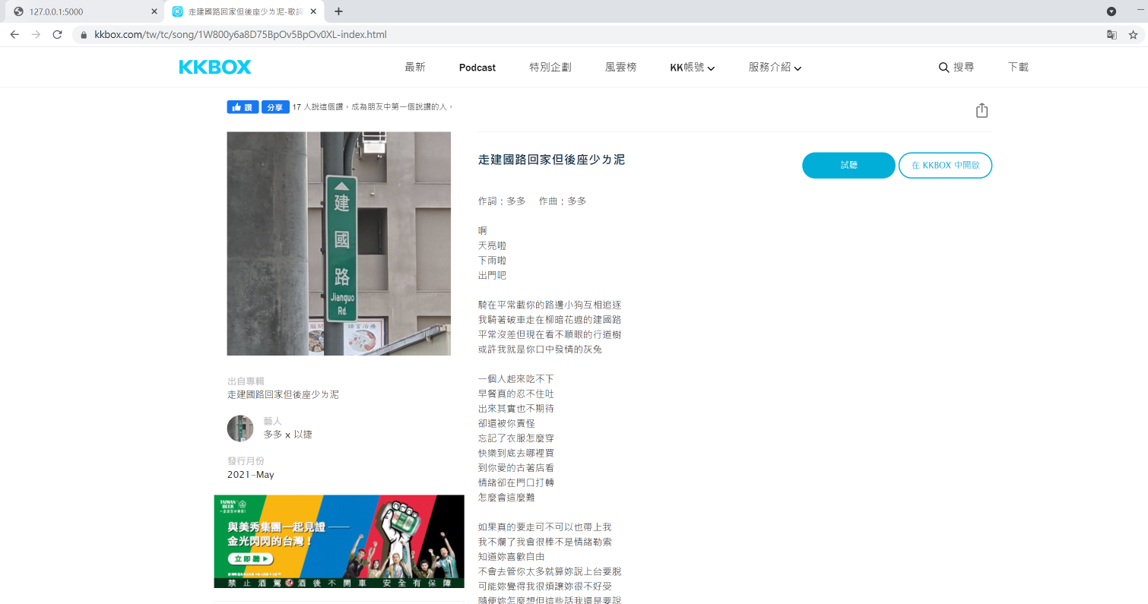 127.0.0.1:5000
走建國路回家但後座少ㄌ泥-歌詞
kkbox.com/tw/tc/song/1W800y6a8D75BpOv5BpOv0XL-index.html
KKBOX
最新
Podcast
特別企劃
風雲榜
KK帳號
服務介紹
搜尋
下載
讚
分享
17 人說這個讚。成為朋友中第一個說讚的人。
建
國
路
Jianguo
Rd.
走建國路回家但後座少ㄌ泥
試聽
在 KKBOX 中開啟
作詞：多多 作曲：多多
啊
天亮啦
下雨啦
出門吧
騎在平常載你的路邊小狗互相追逐
我騎著破車走在柳暗花遮的建國路
平常沒差但現在看不順眼的行道樹
或許我就是你口中發情的灰兔
一個人起來吃不下
早餐真的忍不住吐
出來其實也不期待
卻還被你責怪
忘記了衣服怎麼穿
快樂到底去哪裡買
到你愛的古著店看
情緒卻在門口打轉
怎麼會這麼難
如果真的要走可不可以也帶上我
我不爛了我會很棒不是情緒勒索
知道妳喜歡自由
不會去管你太多就算妳說上台要脫
可能妳覺得我很煩讓妳很不好受
隨便妳怎麼想但這些話我還是要說
出自專輯
走建國路回家但後座少ㄌ泥
藝人
多多 x 以捷
發行月份
2021-May
TAIWAN
BEER
與美秀集團一起見證
金光閃閃的台灣！
立即聽
禁止酒駕 酒後不開車 安全有保障